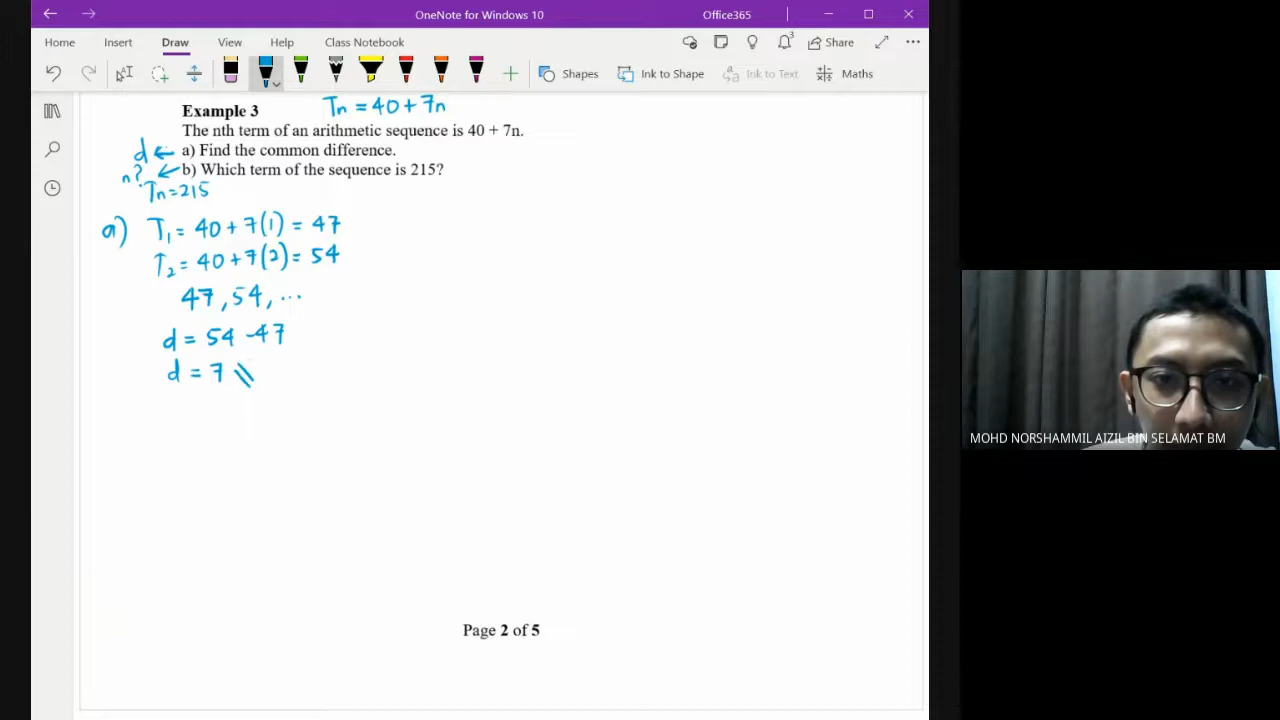 OneNote for Windows 10
Office365
Home Insert Draw View Help Class Notebook
3
Share
Shapes Ink to Shape Ink to Text Maths
Example 3
Tn = 40 + 7n
The nth term of an arithmetic sequence is 40 + 7n.
d ← a) Find the common difference.
n? ← b) Which term of the sequence is 215?
Tn = 215
a) T1 = 40 + 7(1) = 47
T2 = 40 + 7(2) = 54
47, 54, ...
d = 54 - 47
d = 7 \\
MOHD NORSHAMMIL AIZIL BIN SELAMAT BM
Page 2 of 5